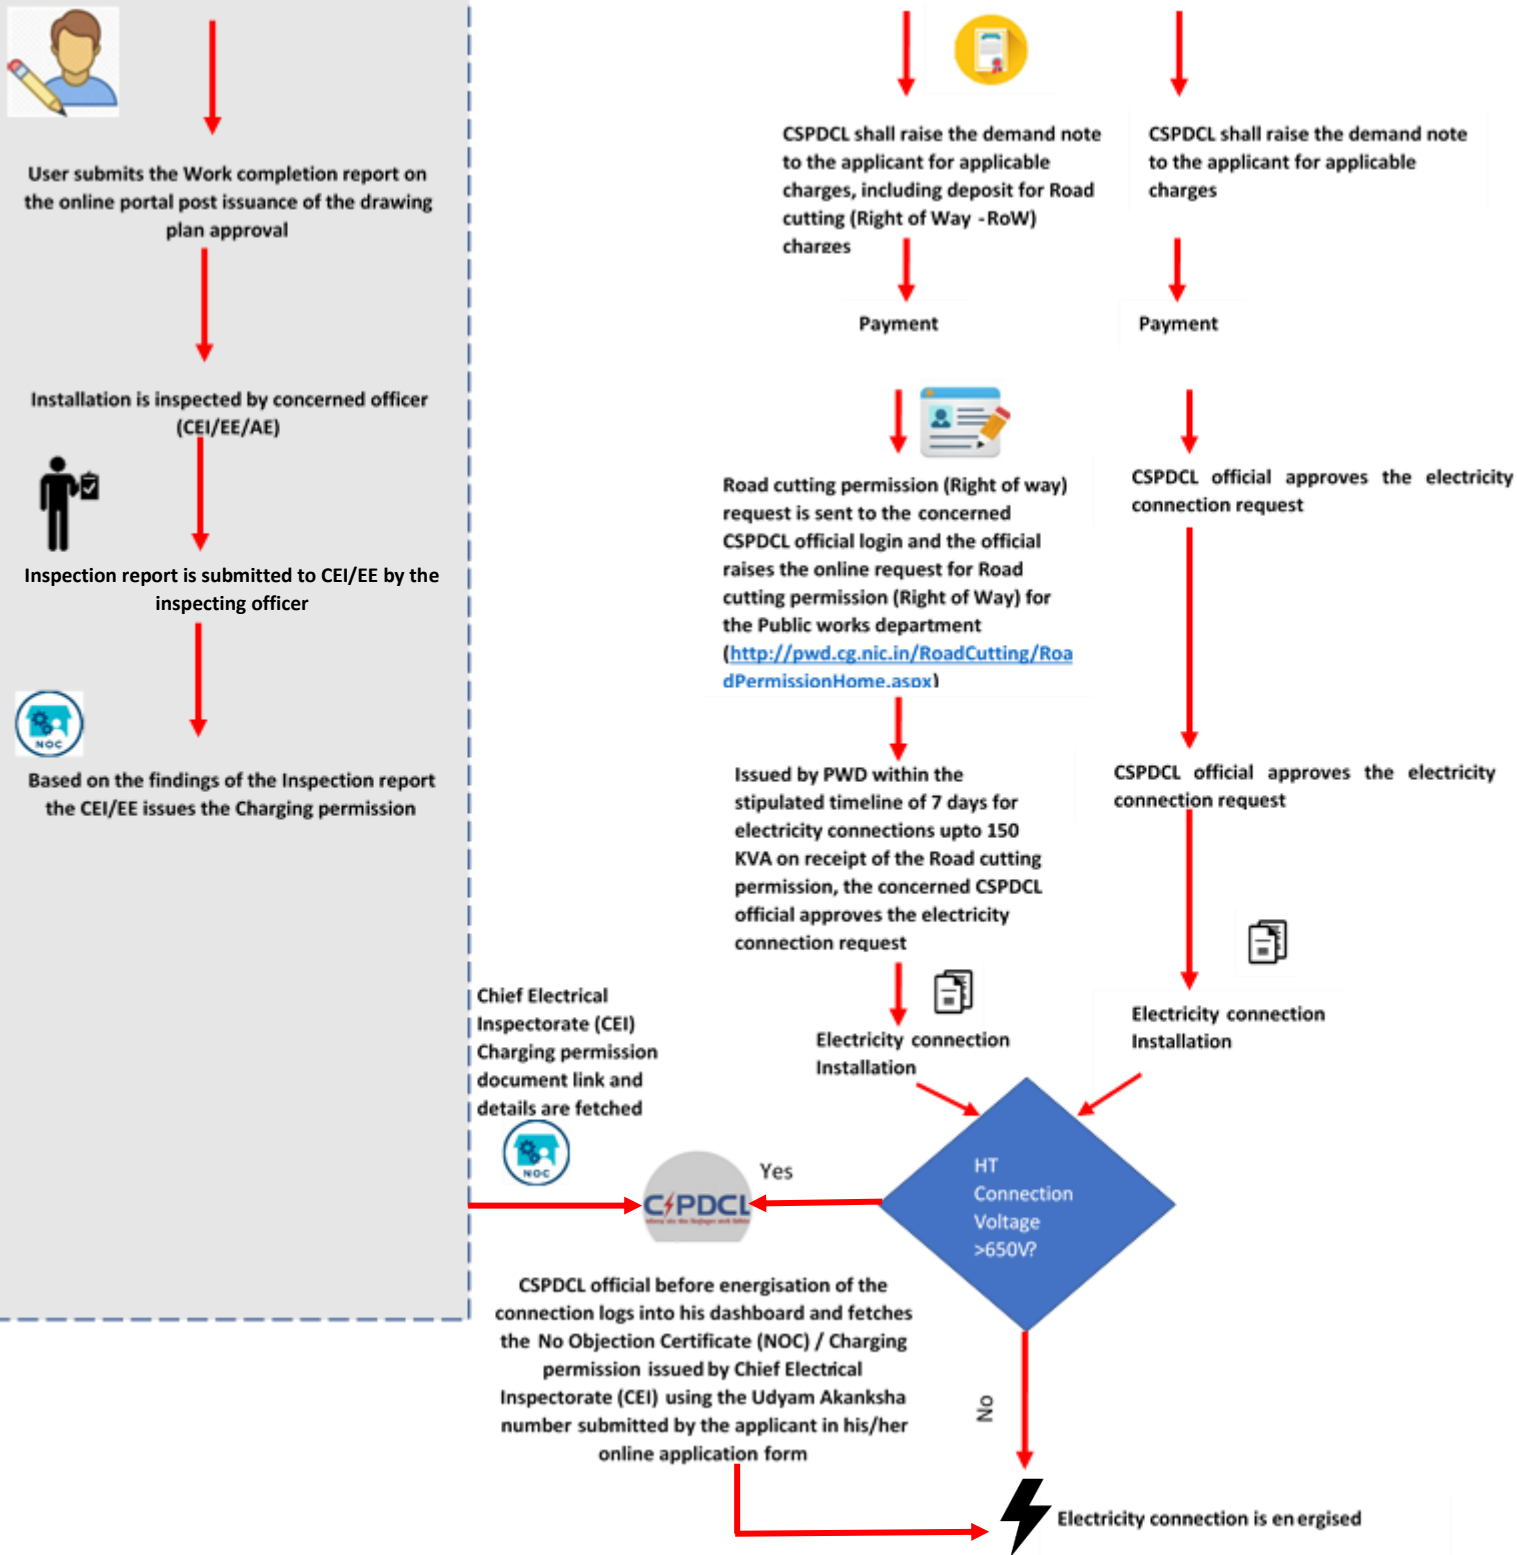 User submits the Work completion report on
the online portal post issuance of the drawing
plan approval
Installation is inspected by concerned officer
(CEI/EE/AE)
Inspection report is submitted to CEI/EE by the
inspecting officer
NOC
Based on the findings of the Inspection report
the CEI/EE issues the Charging permission
CSPDCL shall raise the demand note
to the applicant for applicable
charges, including deposit for Road
cutting (Right of Way - RoW)
charges
Payment
Road cutting permission (Right of way)
request is sent to the concerned
CSPDCL official login and the official
raises the online request for Road
cutting permission (Right of Way) for
the Public works department
(http://pwd.cg.nic.in/RoadCutting/Roa
dPermissionHome.aspx)
Issued by PWD within the
stipulated timeline of 7 days for
electricity connections upto 150
KVA on receipt of the Road cutting
permission, the concerned CSPDCL
official approves the electricity
connection request
Electricity connection
Installation
CSPDCL shall raise the demand note
to the applicant for applicable
charges
Payment
CSPDCL official approves the electricity
connection request
CSPDCL official approves the electricity
connection request
Electricity connection
Installation
Chief Electrical
Inspectorate (CEI)
Charging permission
document link and
details are fetched
NOC
CSPDCL
Yes
HT
Connection
Voltage
>650V?
CSPDCL official before energisation of the
connection logs into his dashboard and fetches
the No Objection Certificate (NOC) / Charging
permission issued by Chief Electrical
Inspectorate (CEI) using the Udyam Akanksha
number submitted by the applicant in his/her
online application form
No
Electricity connection is energised